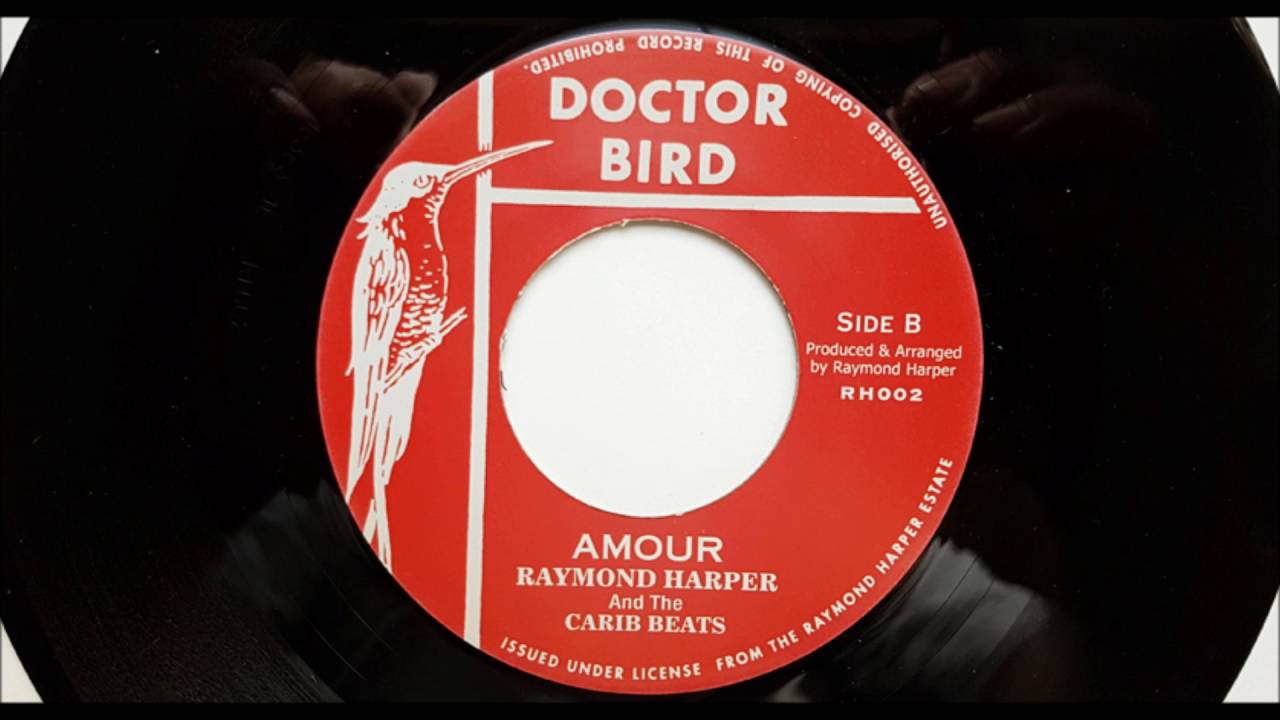 DOCTOR
BIRD
UNAUTHORISED COPYING OF THIS RECORD PROHIBITED.
SIDE B
Produced & Arranged
by Raymond Harper
RH002
AMOUR
RAYMOND HARPER
And The
CARIB BEATS
ISSUED UNDER LICENSE FROM THE RAYMOND HARPER ESTATE